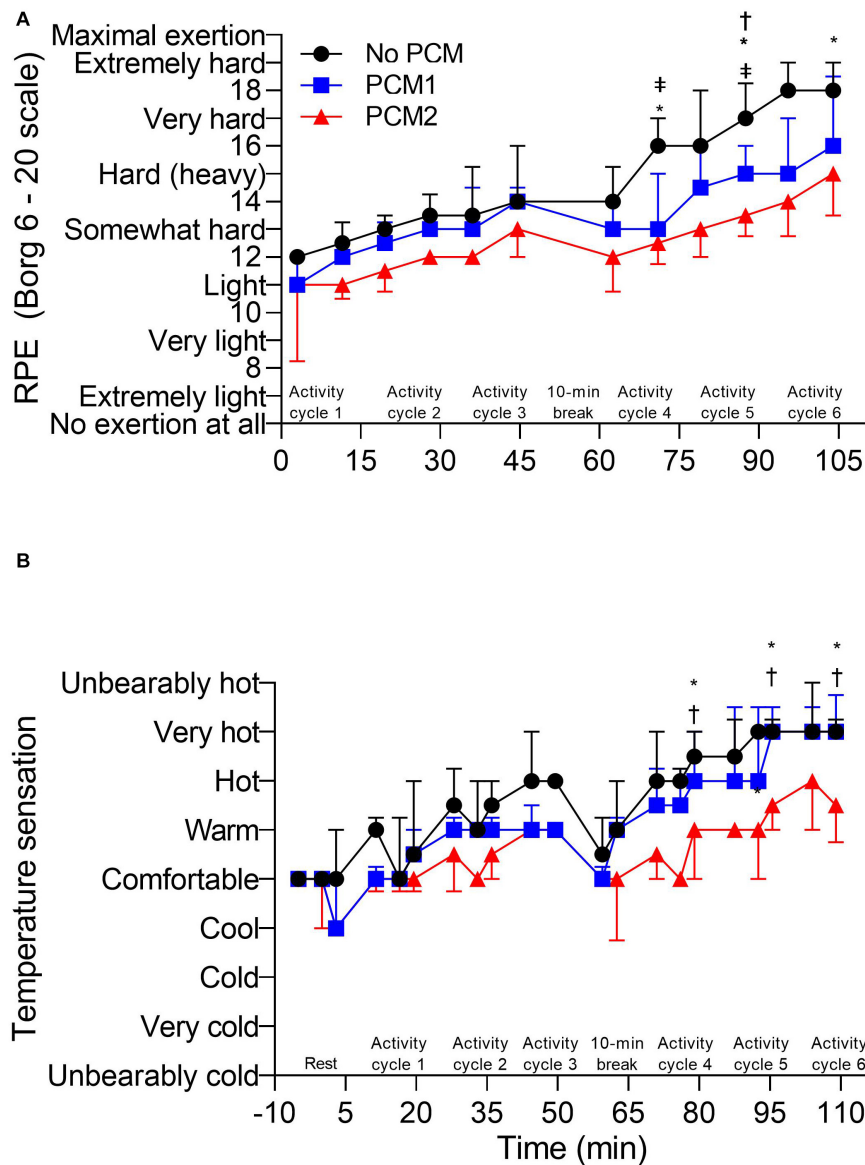 A
RPE (Borg 6 - 20 scale)
Maximal exertion
Extremely hard
18
Very hard
16
Hard (heavy)
14
Somewhat hard
12
Light
10
Very light
8
Extremely light
No exertion at all
No PCM
PCM1
PCM2
†
*
*
‡
‡
*
Activity cycle 1
Activity cycle 2
Activity cycle 3
10-min break
Activity cycle 4
Activity cycle 5
Activity cycle 6
0 15 30 45 60 75 90 105
B
Temperature sensation
Unbearably hot
Very hot
Hot
Warm
Comfortable
Cool
Cold
Very cold
Unbearably cold
*
†
*
†
*
†
*
Rest
Activity cycle 1
Activity cycle 2
Activity cycle 3
10-min break
Activity cycle 4
Activity cycle 5
Activity cycle 6
-10 5 20 35 50 65 80 95 110
Time (min)